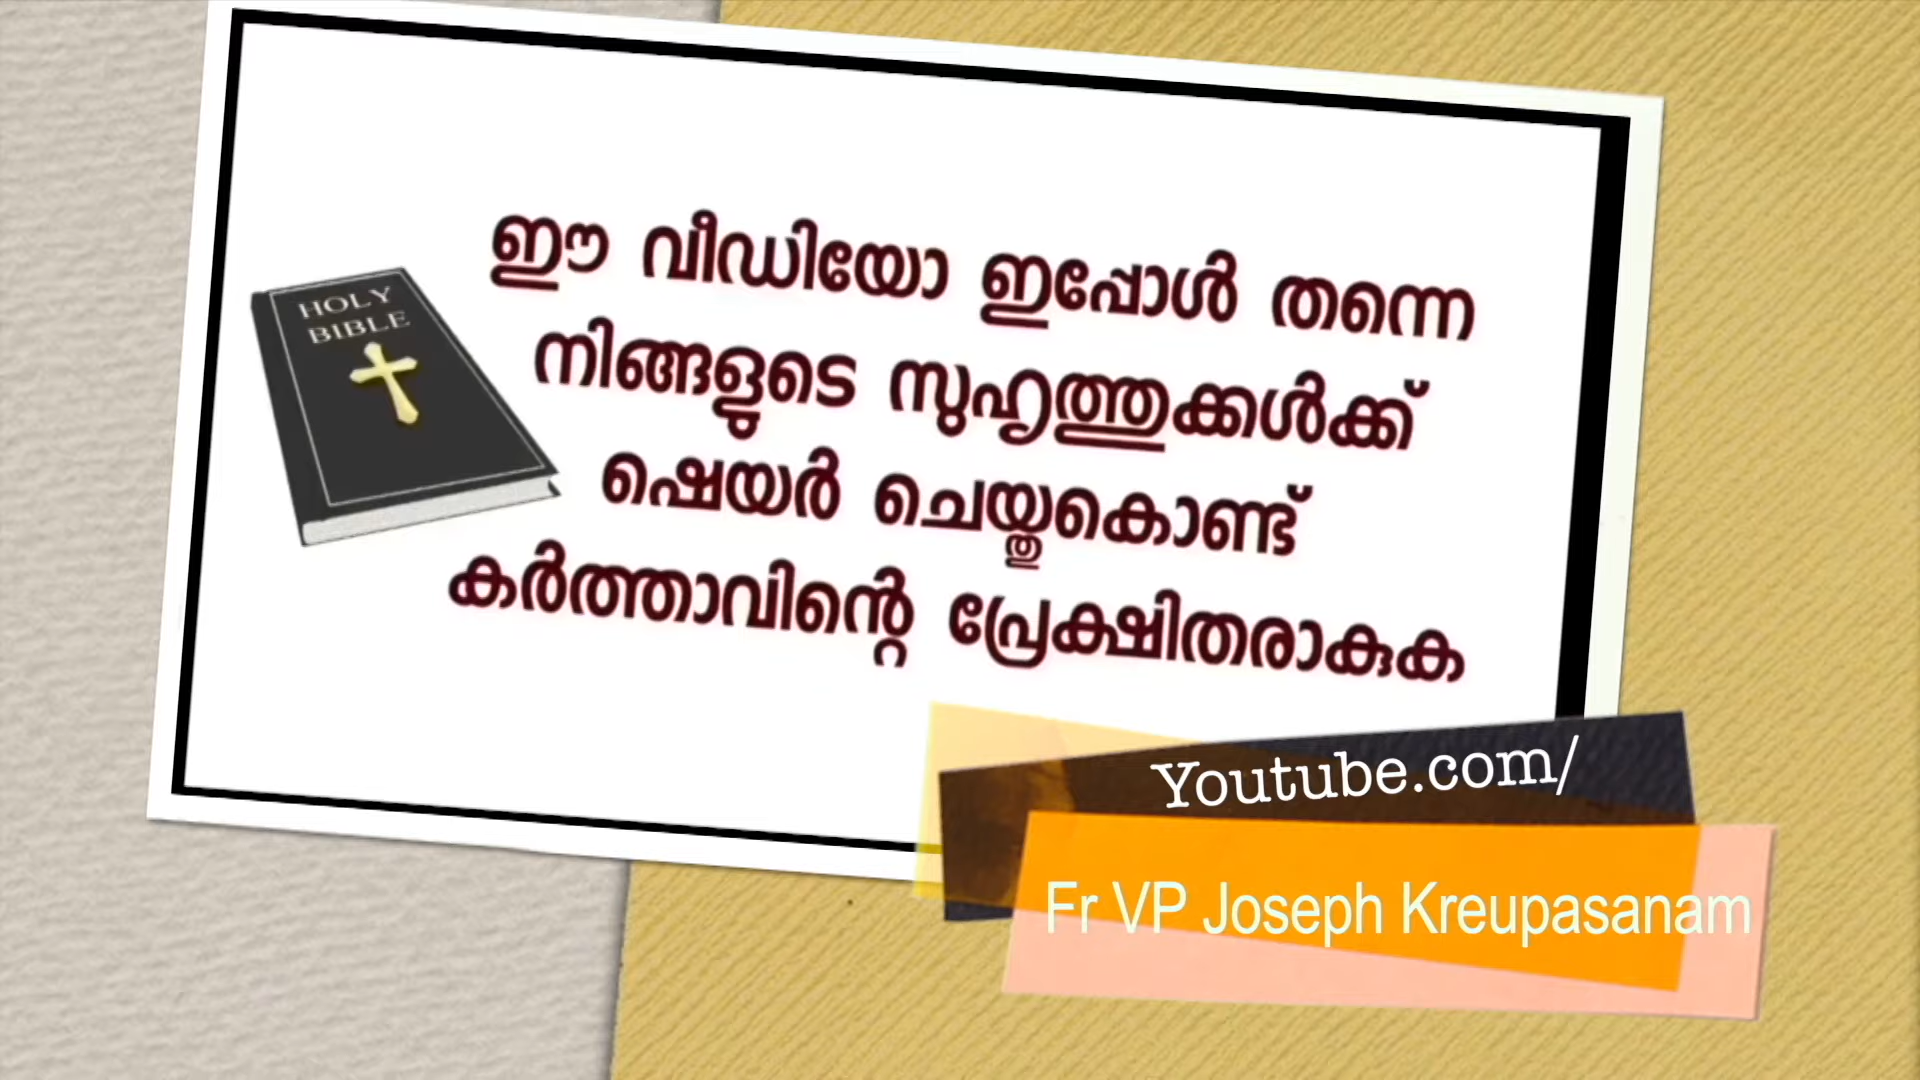 HOLY
BIBLE
ഈ വീഡിയോ ഇപ്പോൾ തന്നെ
നിങ്ങളുടെ സുഹൃത്തുക്കൾക്ക്
ഷെയർ ചെയ്തുകൊണ്ട്
കർത്താവിന്റെ പ്രേക്ഷിതരാകുക
Youtube.com/
Fr VP Joseph Kreupasanam